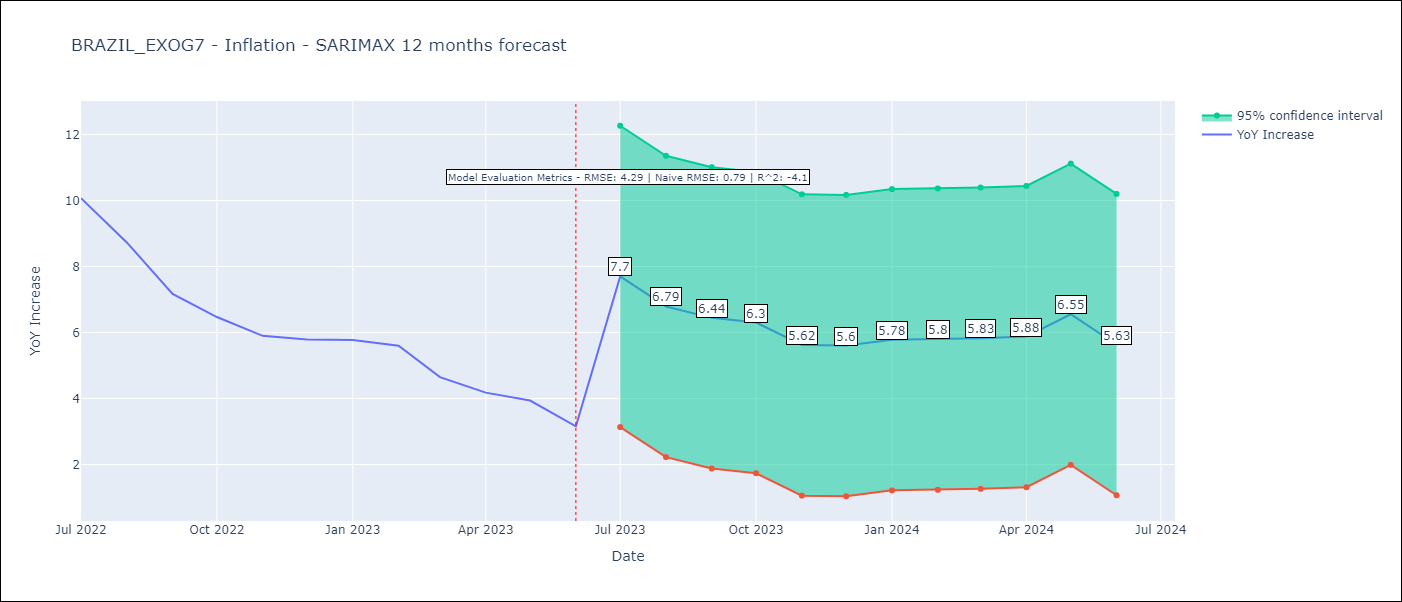 BRAZIL_EXOG7 - Inflation - SARIMAX 12 months forecast
95% confidence interval
YoY Increase
Model Evaluation Metrics - RMSE: 4.29 | Naive RMSE: 0.79 | R^2: -4.1
YoY Increase
12
10
8
6
4
2
7.7
6.79
6.44
6.3
5.62
5.6
5.78
5.8
5.83
5.88
6.55
5.63
Jul 2022
Oct 2022
Jan 2023
Apr 2023
Jul 2023
Oct 2023
Jan 2024
Apr 2024
Jul 2024
Date